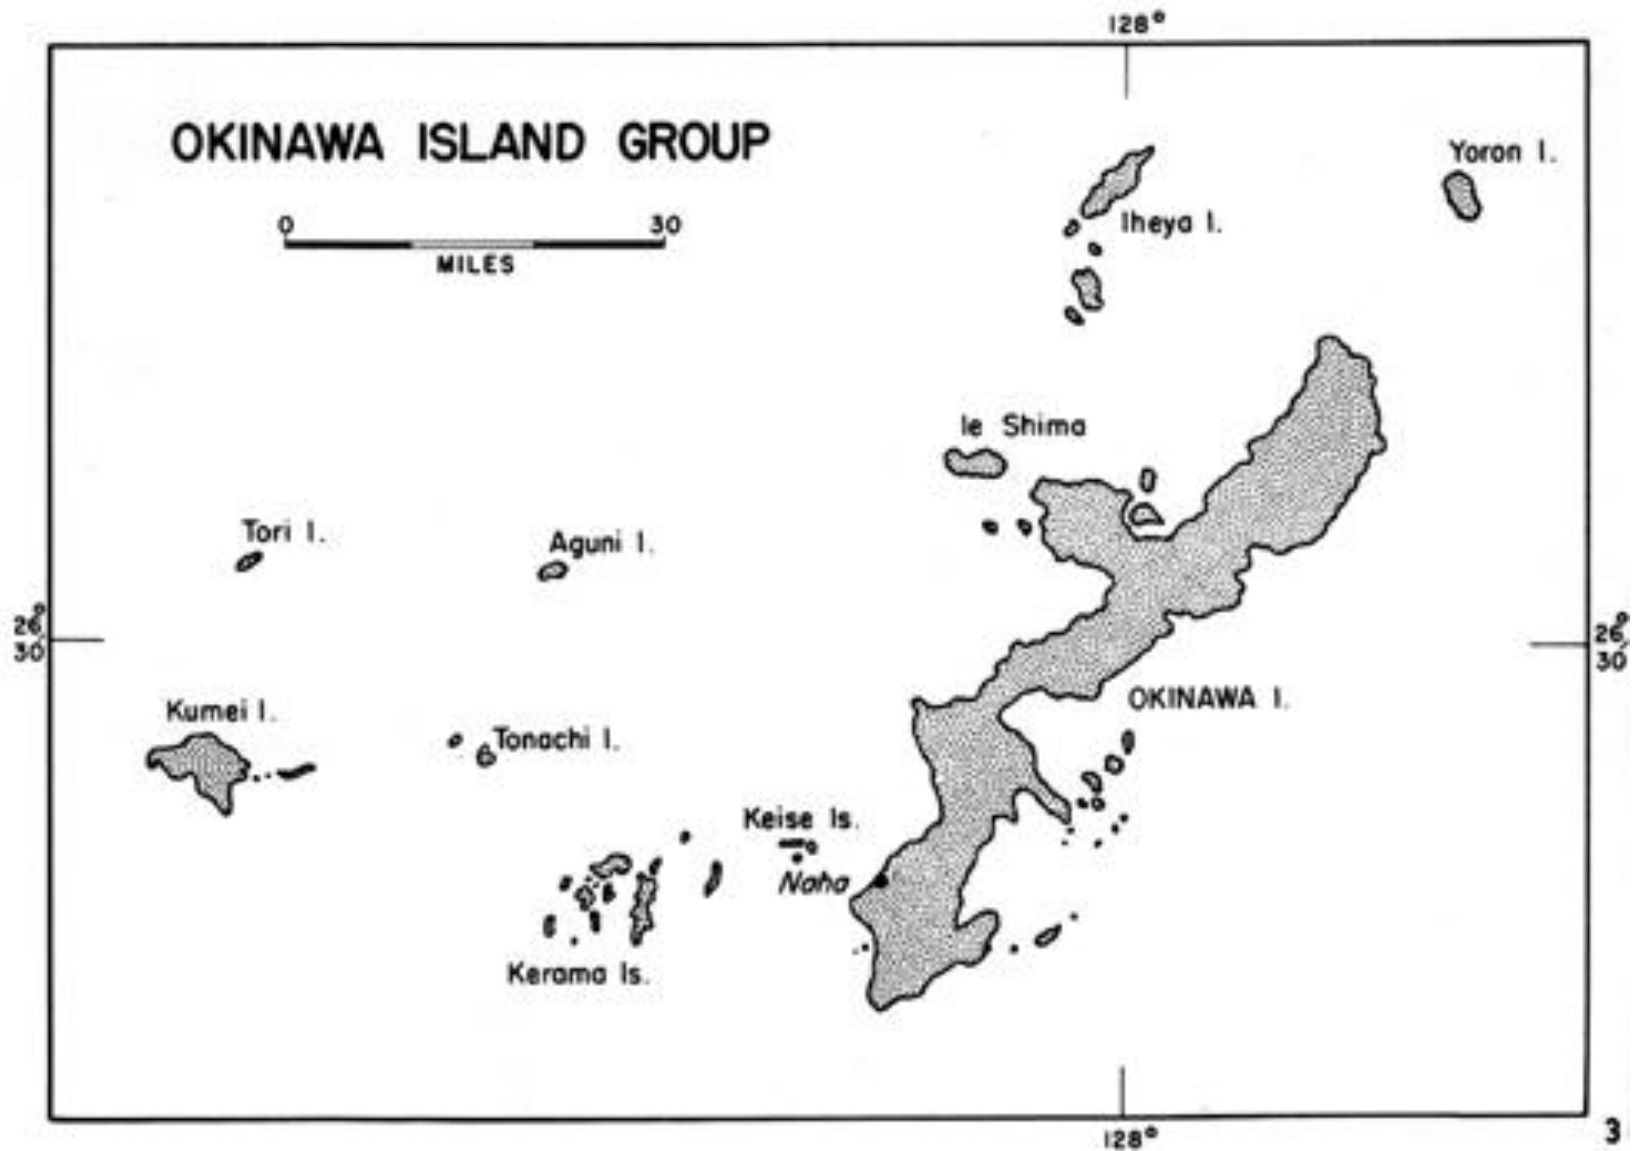 128°
OKINAWA ISLAND GROUP
0 30
MILES
Yoron I.
Iheya I.
Ie Shima
Tori I.
Aguni I.
26°
30'
26°
30'
Kumei I.
Tonachi I.
OKINAWA I.
Keise Is.
Naha
Kerama Is.
128°
3